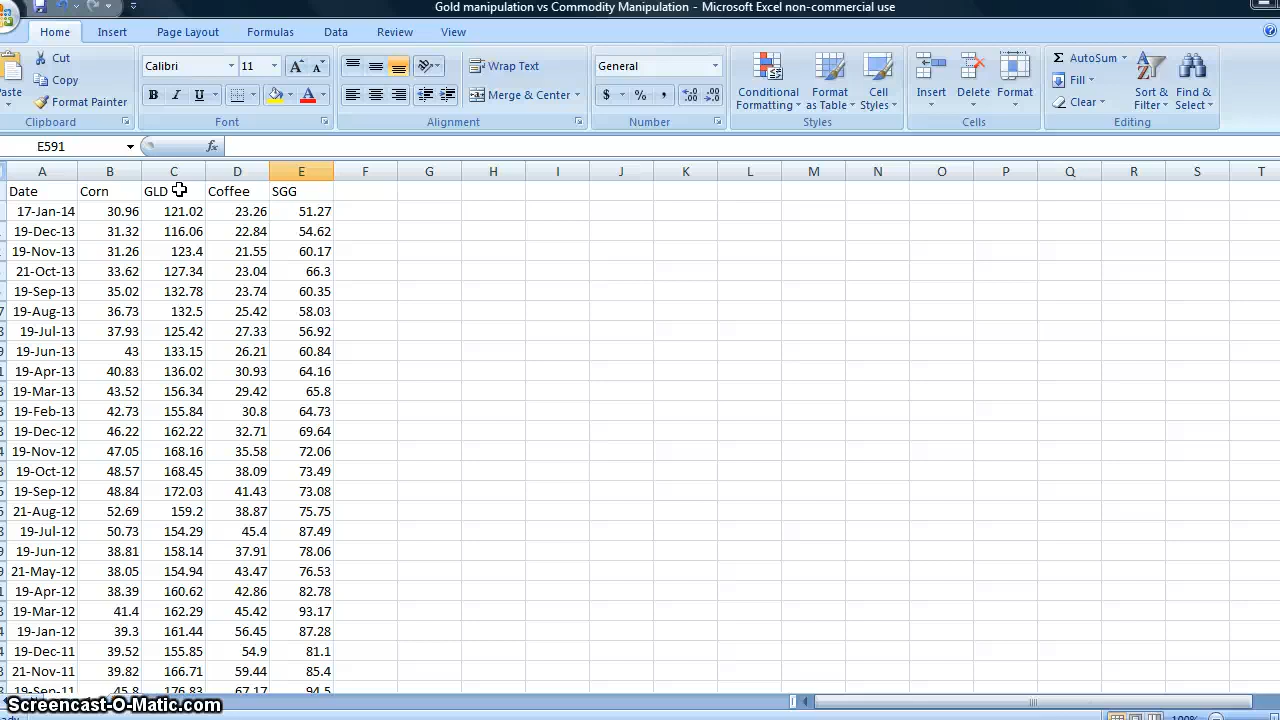 Gold manipulation vs Commodity Manipulation - Microsoft Excel non-commercial use
Home Insert Page Layout Formulas Data Review View
Cut Calibri 11 Wrap Text General AutoSum
Copy Fill
Format Painter B I U Merge & Center $ % , Conditional Formatting Format as Table Cell Styles Insert Delete Format Clear Sort & Filter Find & Select
Clipboard Font Alignment Number Styles Cells Editing
E591 fx
A B C D E F G H I J K L M N O P Q R S T
Date Corn GLD Coffee SGG
17-Jan-14 30.96 121.02 23.26 51.27
19-Dec-13 31.32 116.06 22.84 54.62
19-Nov-13 31.26 123.4 21.55 60.17
21-Oct-13 33.62 127.34 23.04 66.3
19-Sep-13 35.02 132.78 23.74 60.35
19-Aug-13 36.73 132.5 25.42 58.03
19-Jul-13 37.93 125.42 27.33 56.92
19-Jun-13 43 133.15 26.21 60.84
19-Apr-13 40.83 136.02 30.93 64.16
19-Mar-13 43.52 156.34 29.42 65.8
19-Feb-13 42.73 155.84 30.8 64.73
19-Dec-12 46.22 162.22 32.71 69.64
19-Nov-12 47.05 168.16 35.58 72.06
19-Oct-12 48.57 168.45 38.09 73.49
19-Sep-12 48.84 172.03 41.43 73.08
21-Aug-12 52.69 159.2 38.87 75.75
19-Jul-12 50.73 154.29 45.4 87.49
19-Jun-12 38.81 158.14 37.91 78.06
21-May-12 38.05 154.94 43.47 76.53
19-Apr-12 38.39 160.62 42.86 82.78
19-Mar-12 41.4 162.29 45.42 93.17
19-Jan-12 39.3 161.44 56.45 87.28
19-Dec-11 39.52 155.85 54.9 81.1
21-Nov-11 39.82 166.71 59.44 85.4
19-Sep-11 45.8 176.83 67.17 94.5
Screencast-O-Matic.com
100%